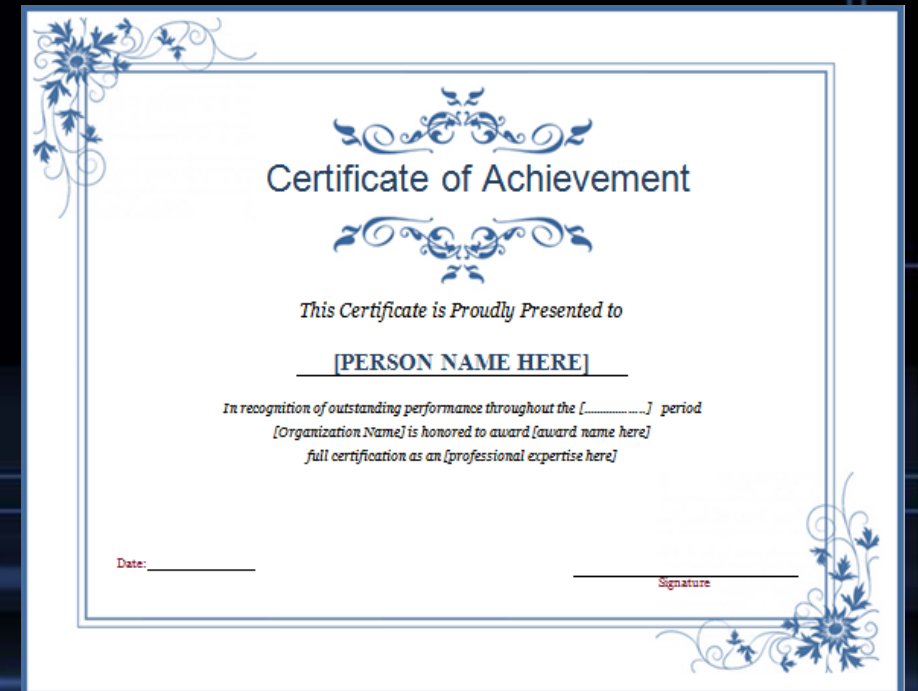 Certificate of Achievement
This Certificate is Proudly Presented to
[PERSON NAME HERE]
In recognition of outstanding performance throughout the [...................] period
[Organization Name] is honored to award [award name here]
full certification as an [professional expertise here]
Date:
Signature